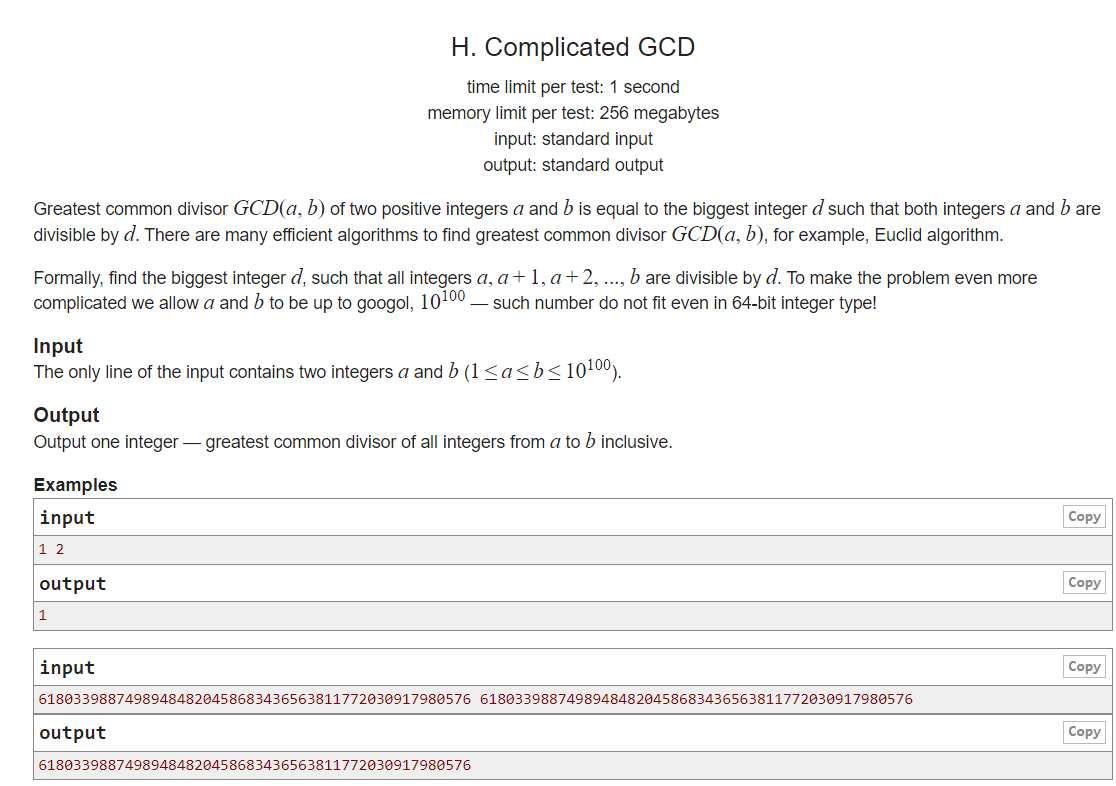 H. Complicated GCD
time limit per test: 1 second
memory limit per test: 256 megabytes
input: standard input
output: standard output
Greatest common divisor GCD(a, b) of two positive integers a and b is equal to the biggest integer d such that both integers a and b are
divisible by d. There are many efficient algorithms to find greatest common divisor GCD(a, b), for example, Euclid algorithm.
Formally, find the biggest integer d, such that all integers a, a + 1, a + 2, ..., b are divisible by d. To make the problem even more
complicated we allow a and b to be up to googol, 10^100 — such number do not fit even in 64-bit integer type!
Input
The only line of the input contains two integers a and b (1 ≤ a ≤ b ≤ 10^100).
Output
Output one integer — greatest common divisor of all integers from a to b inclusive.
Examples
input Copy
1 2
output Copy
1
input Copy
61803398874989484820458683436563811772030917980576 61803398874989484820458683436563811772030917980576
output Copy
61803398874989484820458683436563811772030917980576